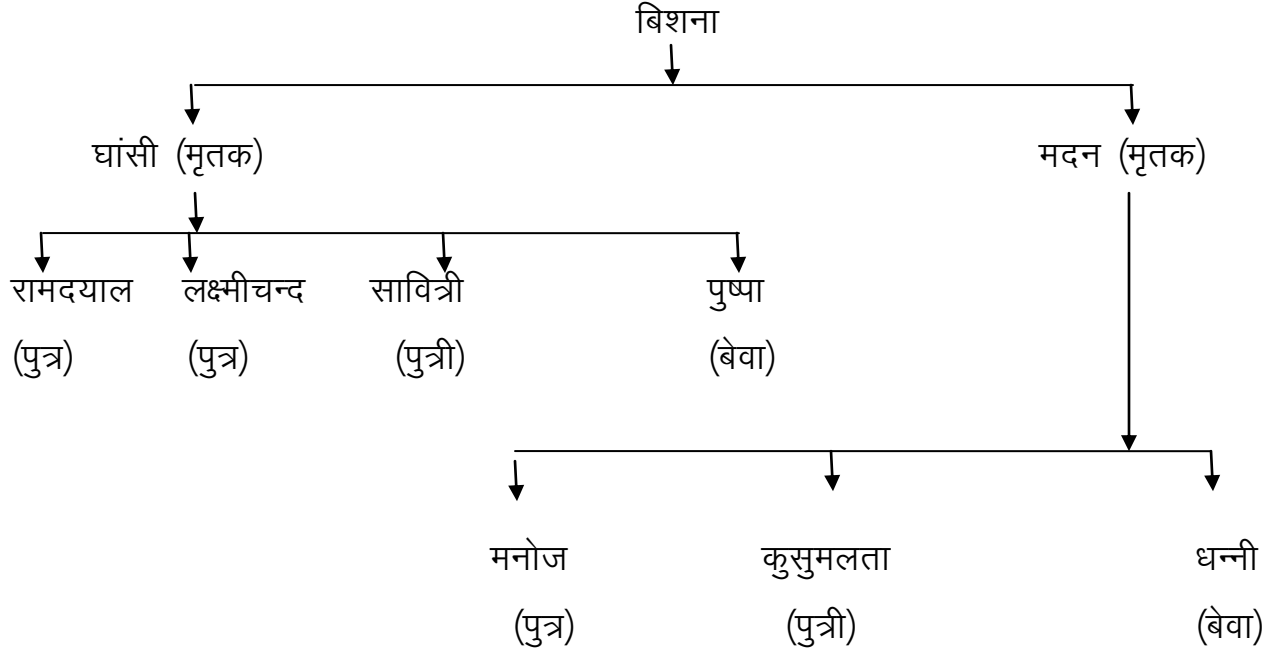 बिशना
घांसी (मृतक) मदन (मृतक)
रामदयाल लक्ष्मीचन्द सावित्री पुष्पा
(पुत्र) (पुत्र) (पुत्री) (बेवा)
मनोज कुसुमलता धन्नी
(पुत्र) (पुत्री) (बेवा)